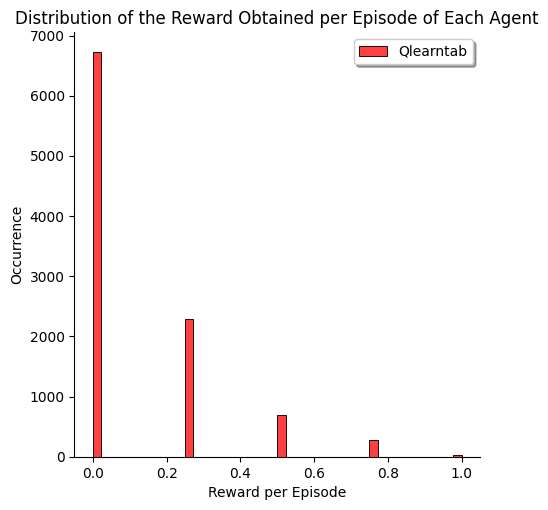 Distribution of the Reward Obtained per Episode of Each Agent
Qlearntab
7000
6000
5000
4000
3000
2000
1000
0
Occurrence
0.0 0.2 0.4 0.6 0.8 1.0
Reward per Episode